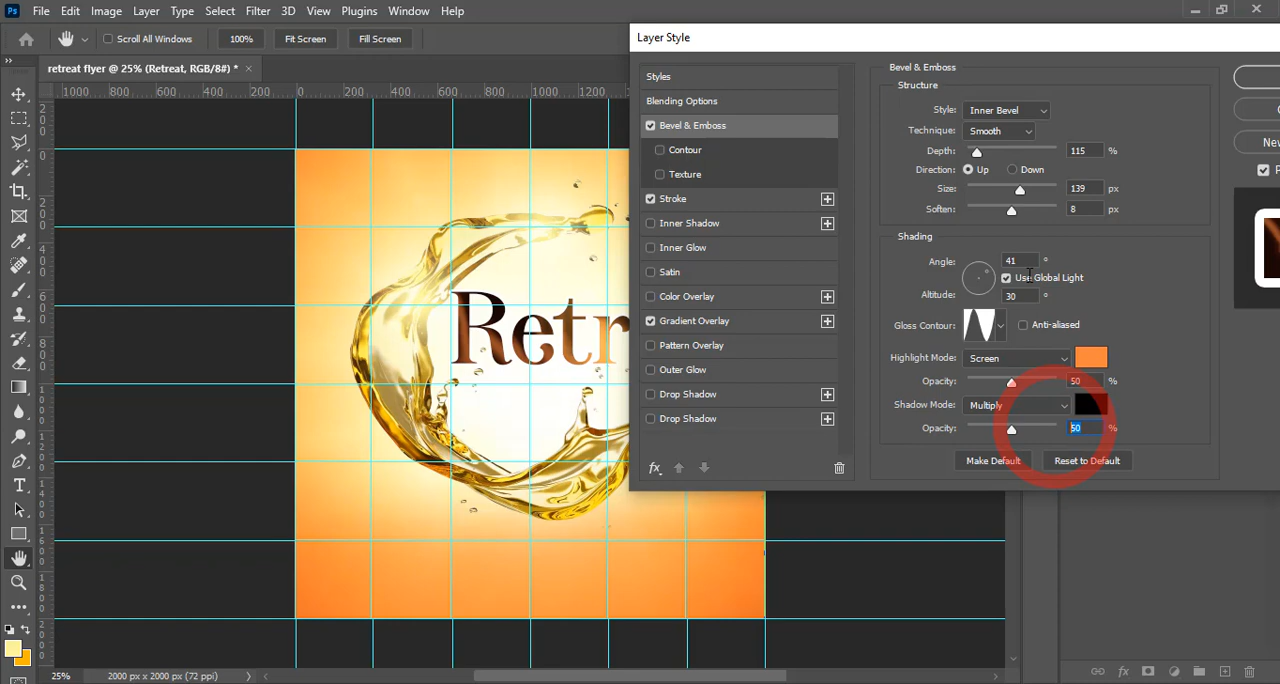 Ps File Edit Image Layer Type Select Filter 3D View Plugins Window Help
Scroll All Windows 100% Fit Screen Fill Screen
retreat flyer @ 25% (Retreat, RGB/8#) * ×
1000 800 600 400 200 0 200 400 600 800 1000 1200
Retr
25% 2000 px x 2000 px (72 ppi)
Layer Style
Styles
Blending Options
Bevel & Emboss
Contour
Texture
Stroke
Inner Shadow
Inner Glow
Satin
Color Overlay
Gradient Overlay
Pattern Overlay
Outer Glow
Drop Shadow
Drop Shadow
fx
Bevel & Emboss
Structure
Style: Inner Bevel
Technique: Smooth
Depth: 115 %
Direction: Up Down
Size: 139 px
Soften: 8 px
Shading
Angle: 41 °
Use Global Light
Altitude: 30 °
Gloss Contour: Anti-aliased
Highlight Mode: Screen
Opacity: 50 %
Shadow Mode: Multiply
Opacity: 50 %
Make Default Reset to Default
Nev
fx